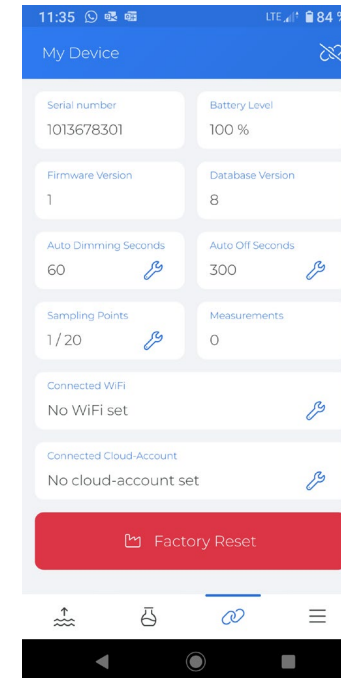 11:35 LTE 84 %
My Device
Serial number
1013678301
Battery Level
100 %
Firmware Version
1
Database Version
8
Auto Dimming Seconds
60
Auto Off Seconds
300
Sampling Points
1 / 20
Measurements
0
Connected WiFi
No WiFi set
Connected Cloud-Account
No cloud-account set
Factory Reset